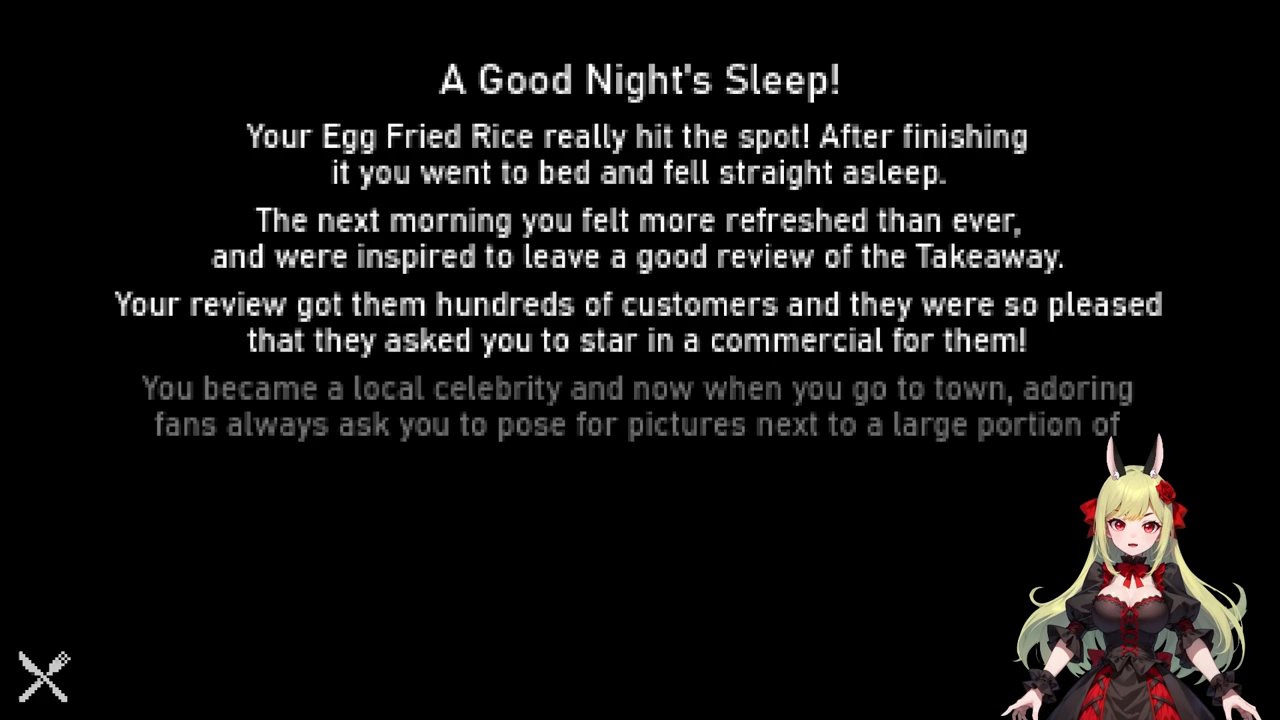 A Good Night's Sleep!
Your Egg Fried Rice really hit the spot! After finishing
it you went to bed and fell straight asleep.
The next morning you felt more refreshed than ever,
and were inspired to leave a good review of the Takeaway.
Your review got them hundreds of customers and they were so pleased
that they asked you to star in a commercial for them!
You became a local celebrity and now when you go to town, adoring
fans always ask you to pose for pictures next to a large portion of